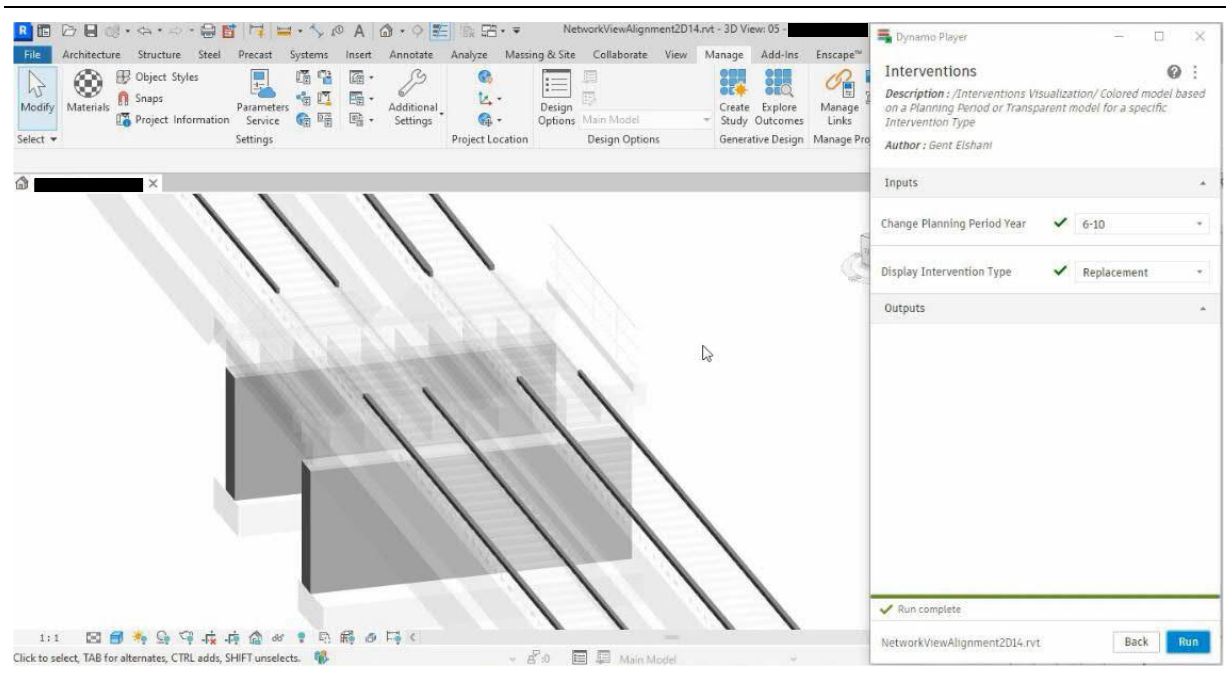 NetworkViewAlignment2D14.rvt - 3D View: 05 -
File Architecture Structure Steel Precast Systems Insert Annotate Analyze Massing & Site Collaborate View Manage Add-Ins Enscape™
Modify
Materials
Object Styles
Snaps
Project Information
Parameters
Service
Additional
Settings
Design
Options
Main Model
Create
Study
Explore
Outcomes
Manage
Links
Select Settings Project Location Design Options Generative Design Manage Pro
1:1
Click to select, TAB for alternates, CTRL adds, SHIFT unselects.
:0
Main Model
Dynamo Player
Interventions
Description : /Interventions Visualization/ Colored model based
on a Planning Period or Transparent model for a specific
Intervention Type
Author : Gent Elshani
Inputs
Change Planning Period Year 6-10
Display Intervention Type Replacement
Outputs
Run complete
NetworkViewAlignment2D14.rvt Back Run